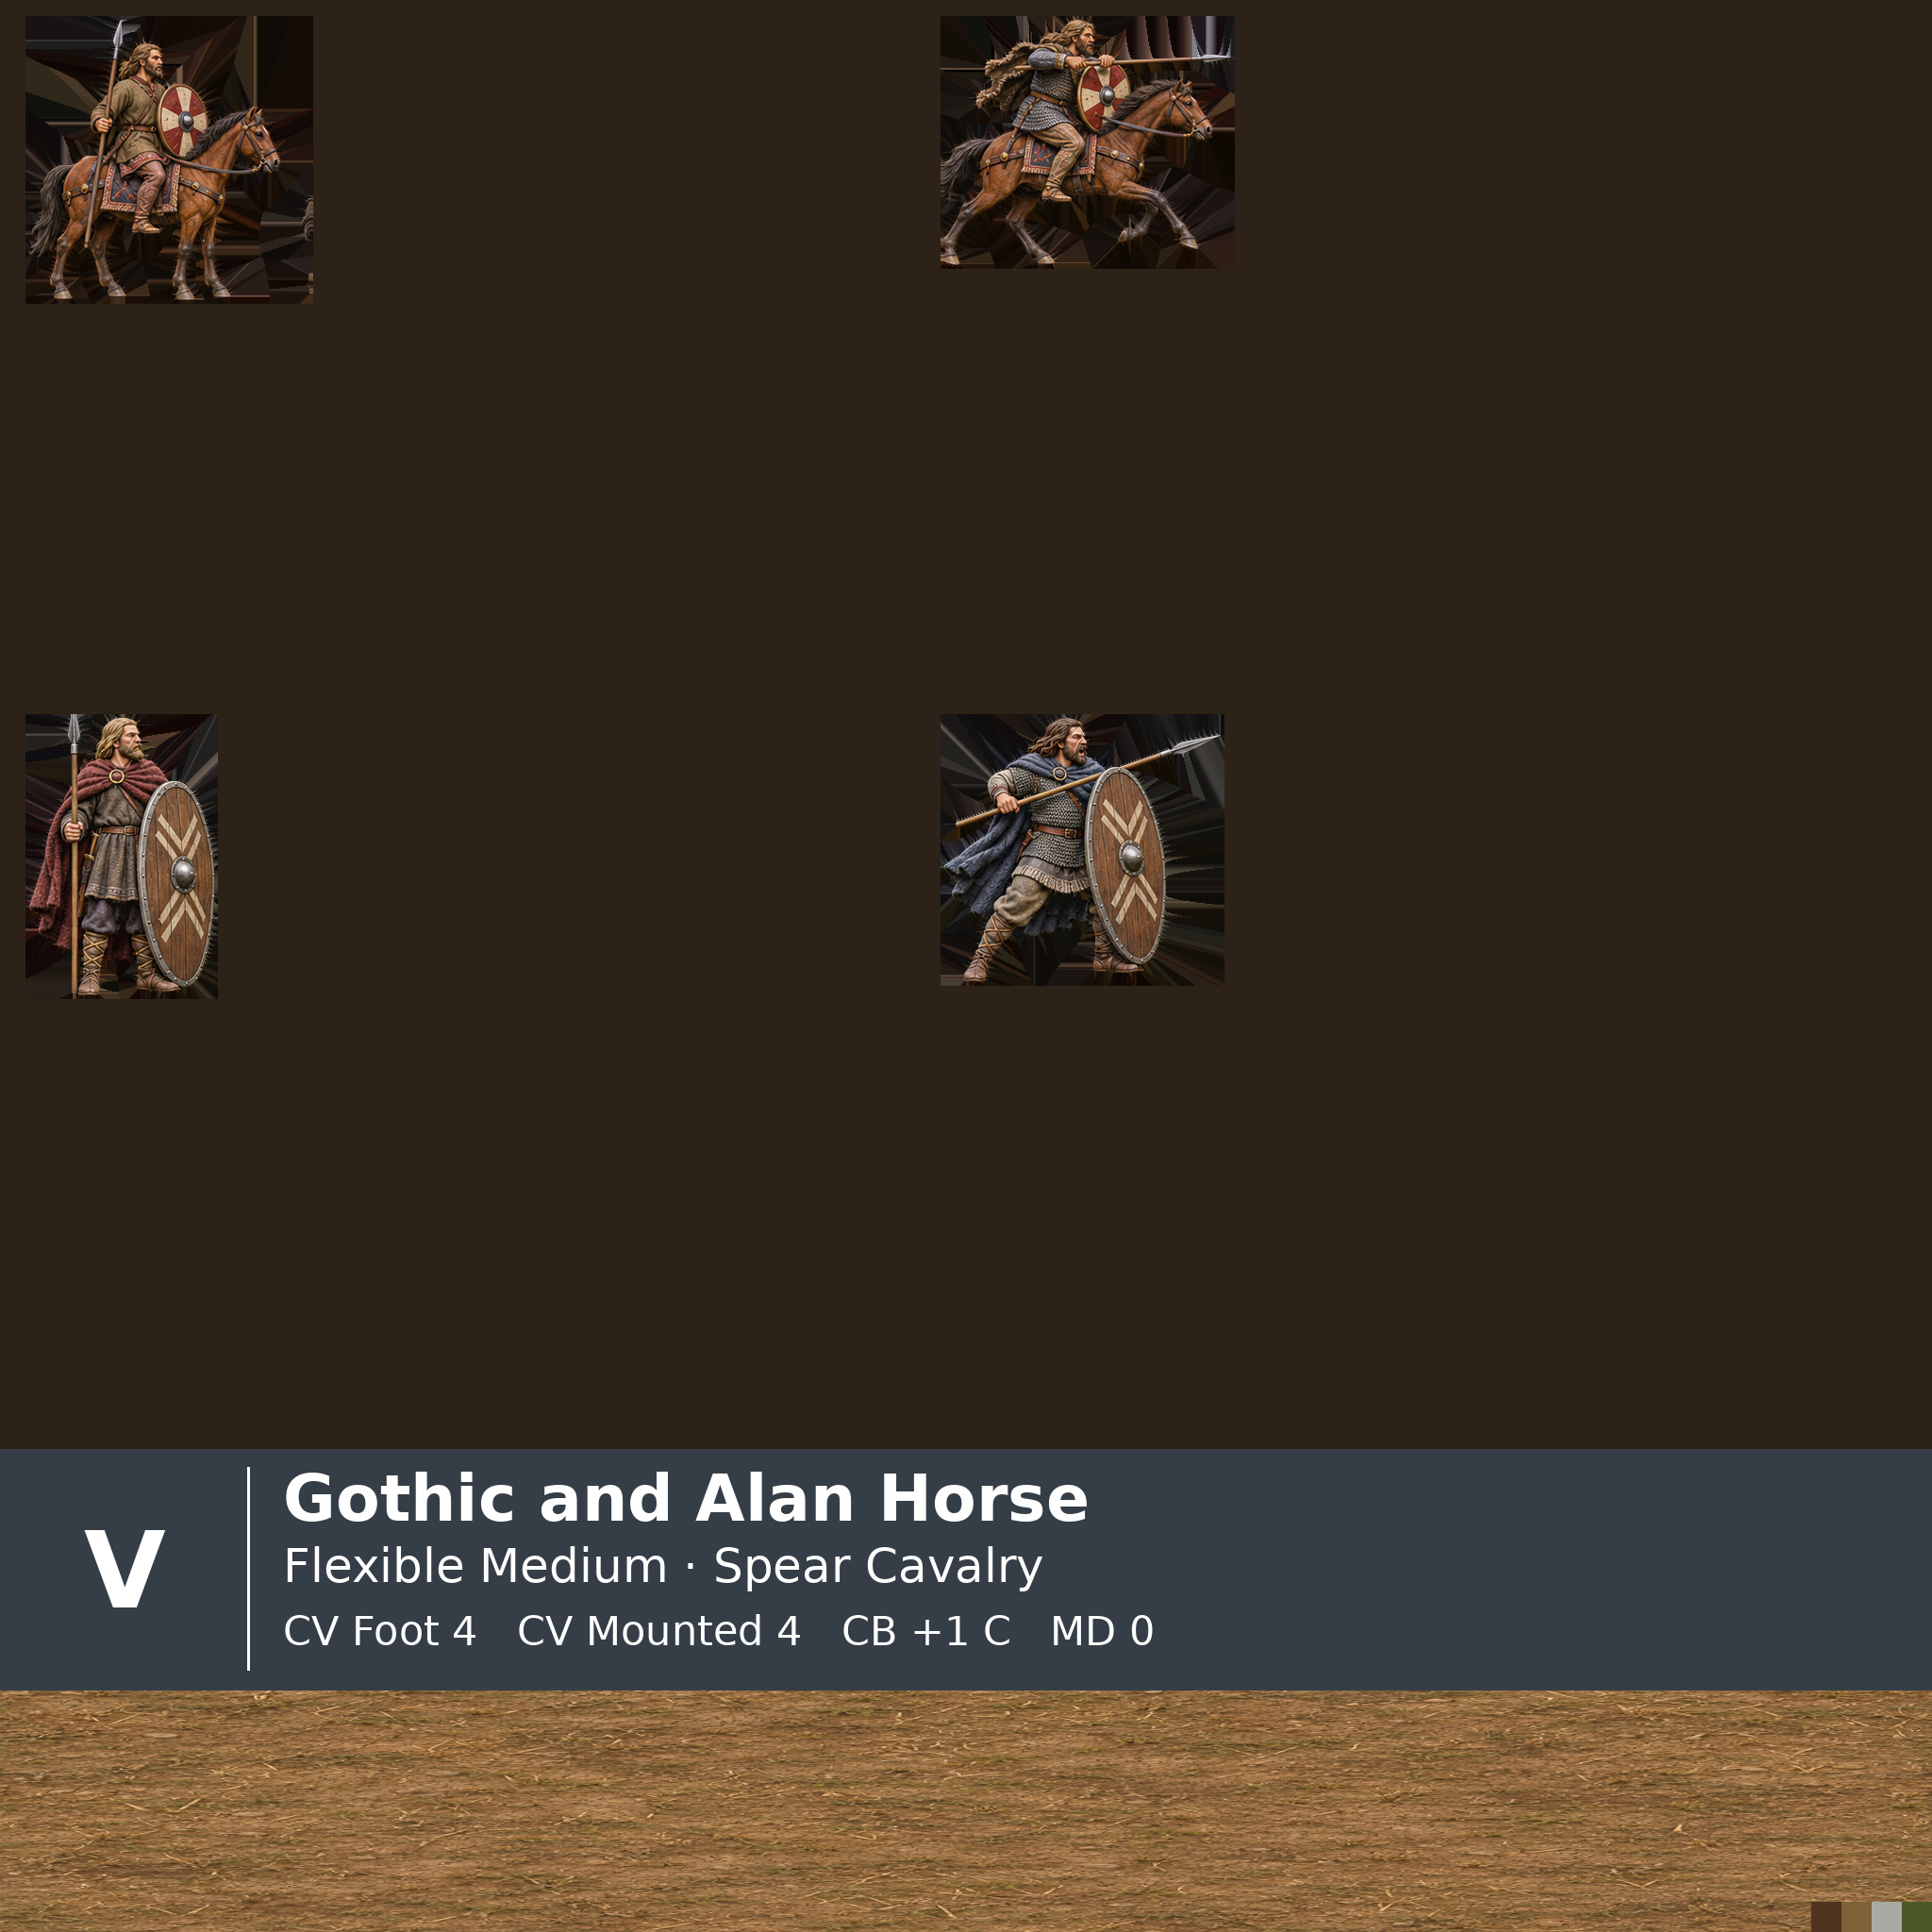 V
Gothic and Alan Horse
Flexible Medium · Spear Cavalry
CV Foot 4 CV Mounted 4 CB +1 C MD 0